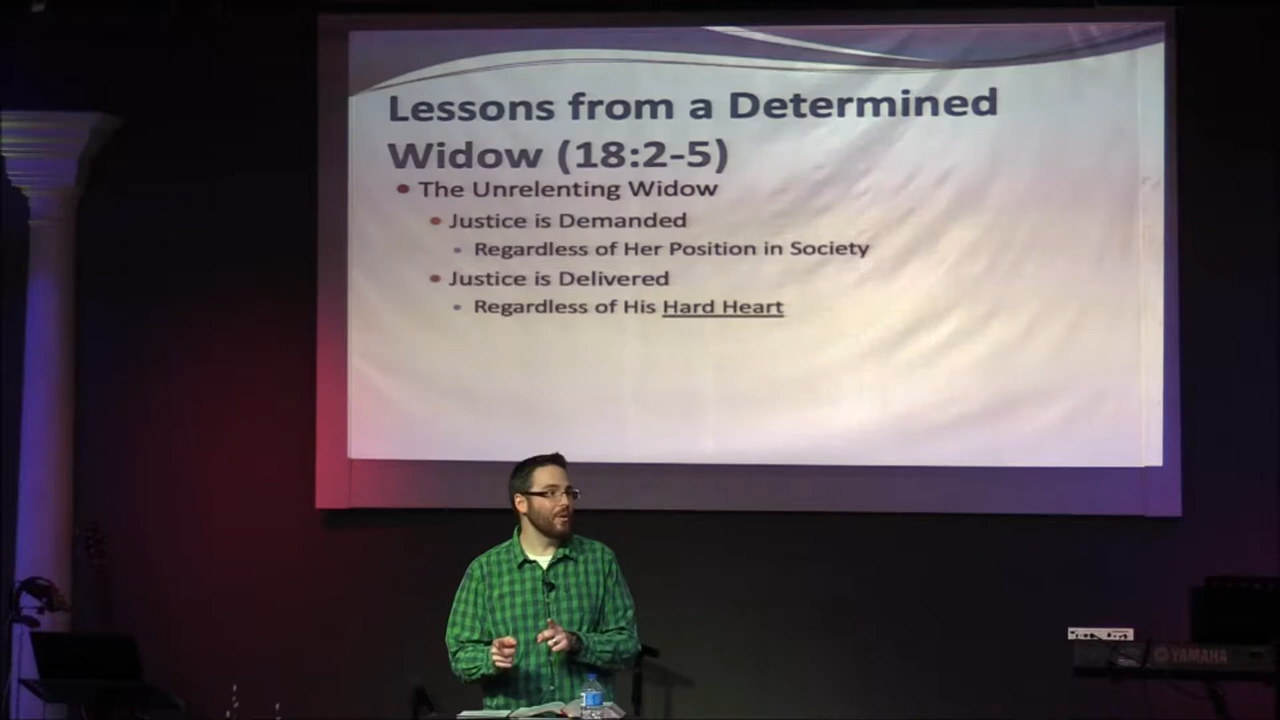 Lessons from a Determined
Widow (18:2-5)
• The Unrelenting Widow
• Justice is Demanded
• Regardless of Her Position in Society
• Justice is Delivered
• Regardless of His Hard Heart
YAMAHA